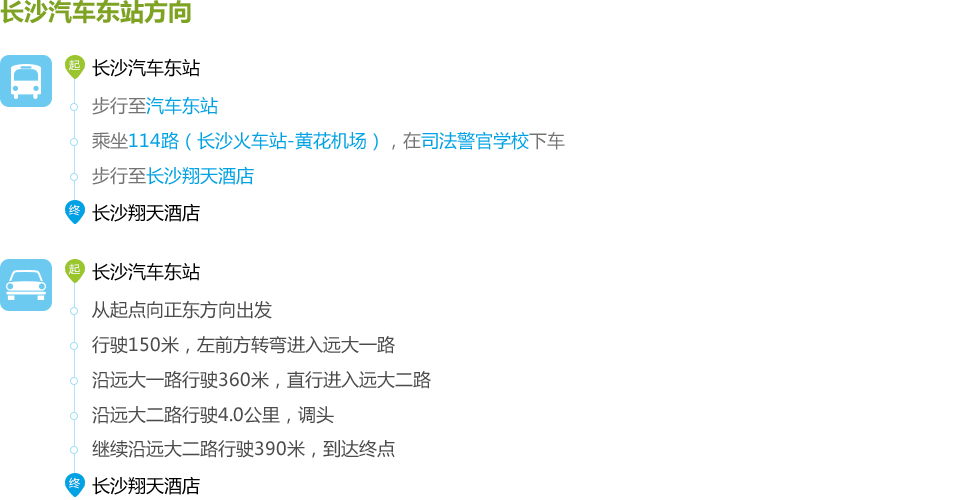 长沙汽车东站方向
起 长沙汽车东站
步行至汽车东站
乘坐114路（长沙火车站-黄花机场），在司法警官学校下车
步行至长沙翔天酒店
终 长沙翔天酒店
起 长沙汽车东站
从起点向正东方向出发
行驶150米，左前方转弯进入远大一路
沿远大一路行驶360米，直行进入远大二路
沿远大二路行驶4.0公里，调头
继续沿远大二路行驶390米，到达终点
终 长沙翔天酒店